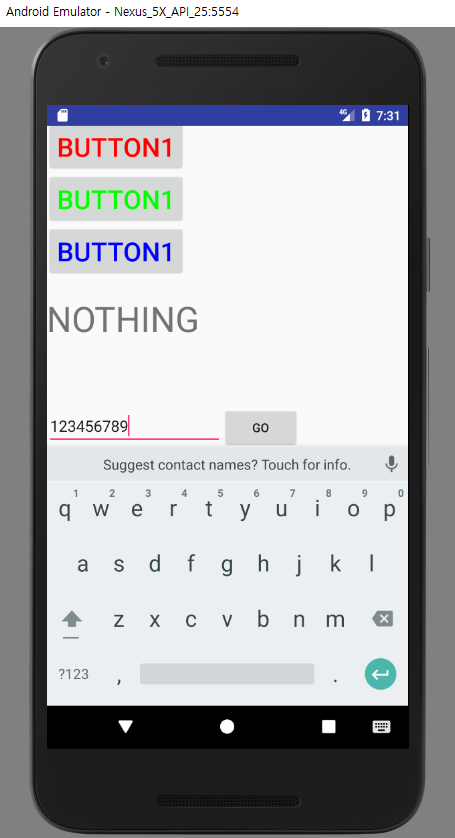 Android Emulator - Nexus_5X_API_25:5554
4G 7:31
BUTTON1
BUTTON1
BUTTON1
NOTHING
123456789 GO
Suggest contact names? Touch for info.
1 2 3 4 5 6 7 8 9 0
q w e r t y u i o p
a s d f g h j k l
z x c v b n m
?123 , .